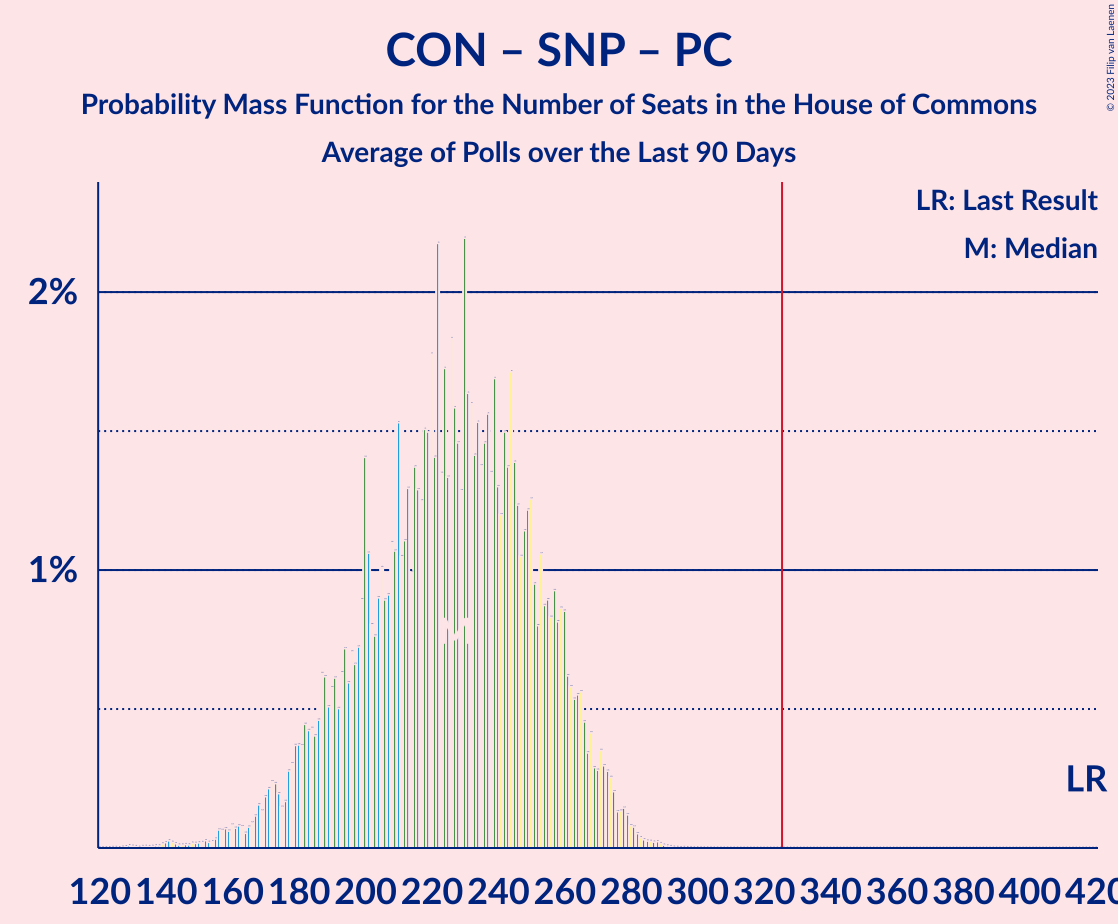 CON – SNP – PC
Probability Mass Function for the Number of Seats in the House of Commons
Average of Polls over the Last 90 Days
© 2023 Filip van Laenen
LR: Last Result
M: Median
2%
1%
M
LR
120 140 160 180 200 220 240 260 280 300 320 340 360 380 400 420